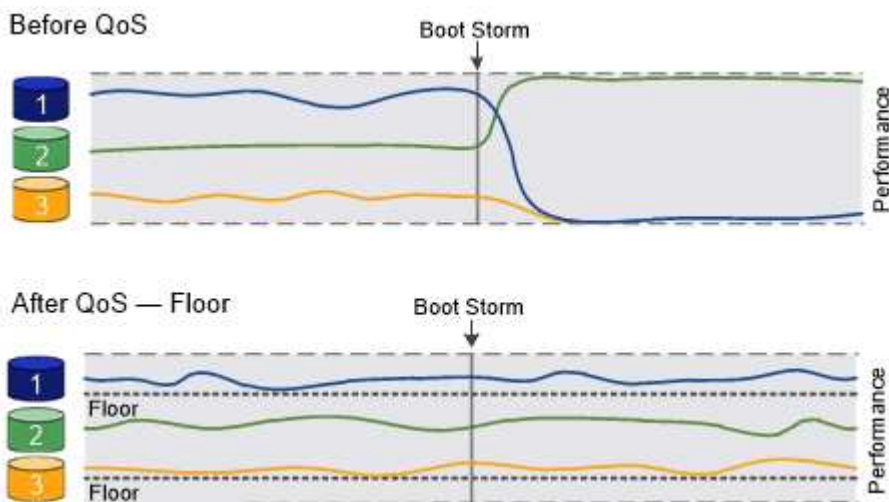 Before QoS
Boot Storm
1
2
3
Performance
After QoS — Floor
Boot Storm
1
Floor
2
3
Floor
Performance